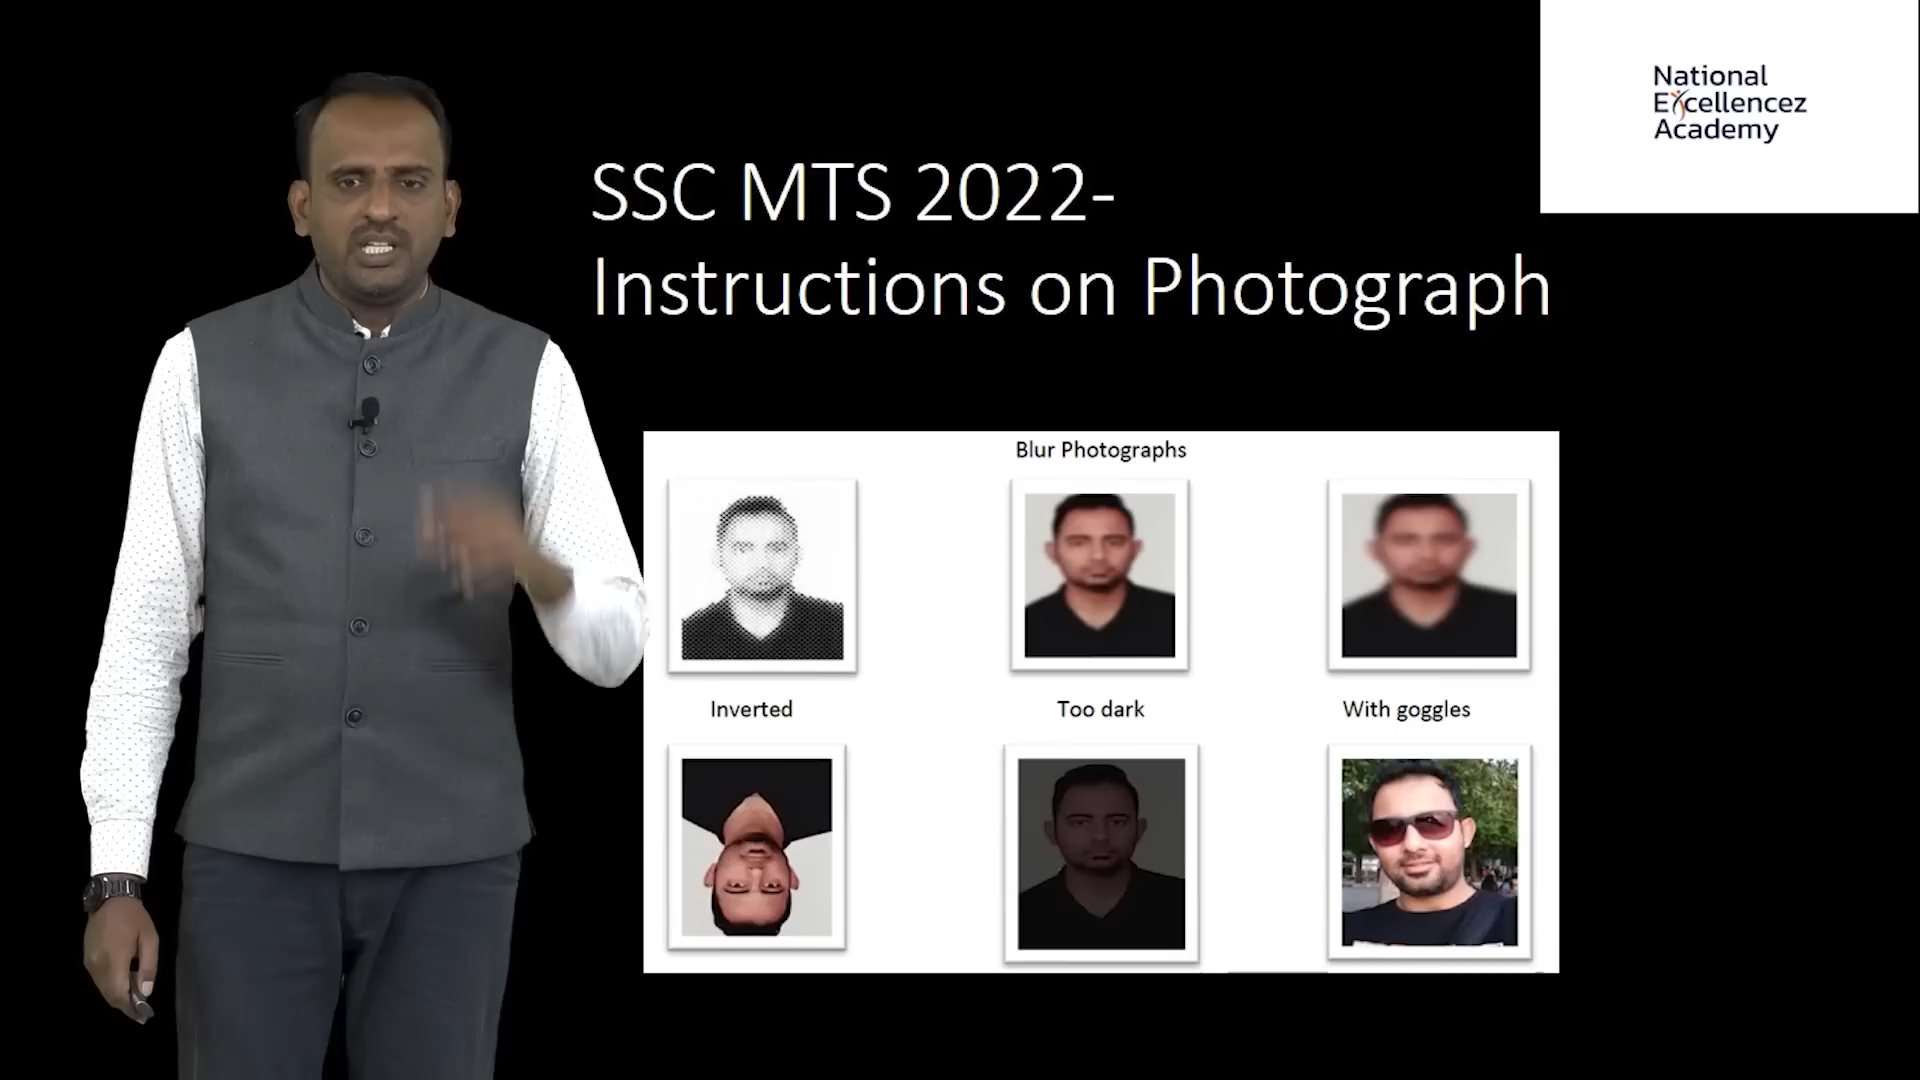 National
Excellencez
Academy
SSC MTS 2022-
Instructions on Photograph
Blur Photographs
Inverted
Too dark
With goggles